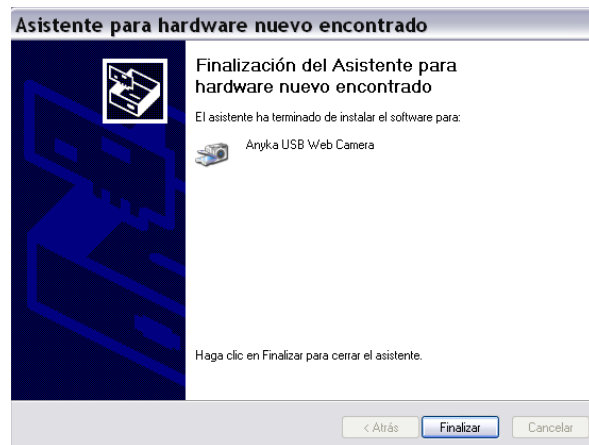 Asistente para hardware nuevo encontrado
Finalización del Asistente para
hardware nuevo encontrado
El asistente ha terminado de instalar el software para:
Anyka USB Web Camera
Haga clic en Finalizar para cerrar el asistente.
< Atrás Finalizar Cancelar